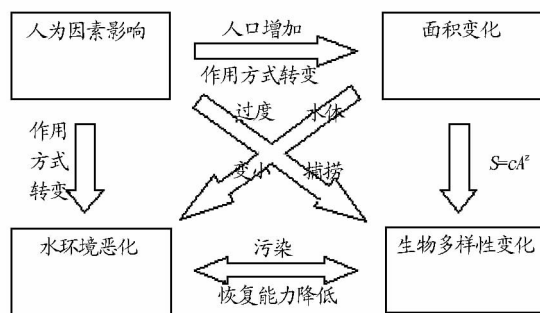 人为因素影响
人口增加
面积变化
作用方式转变
过度
水体
作用
方式
转变
S=cAᶻ
变小
捕捞
水环境恶化
污染
生物多样性变化
恢复能力降低